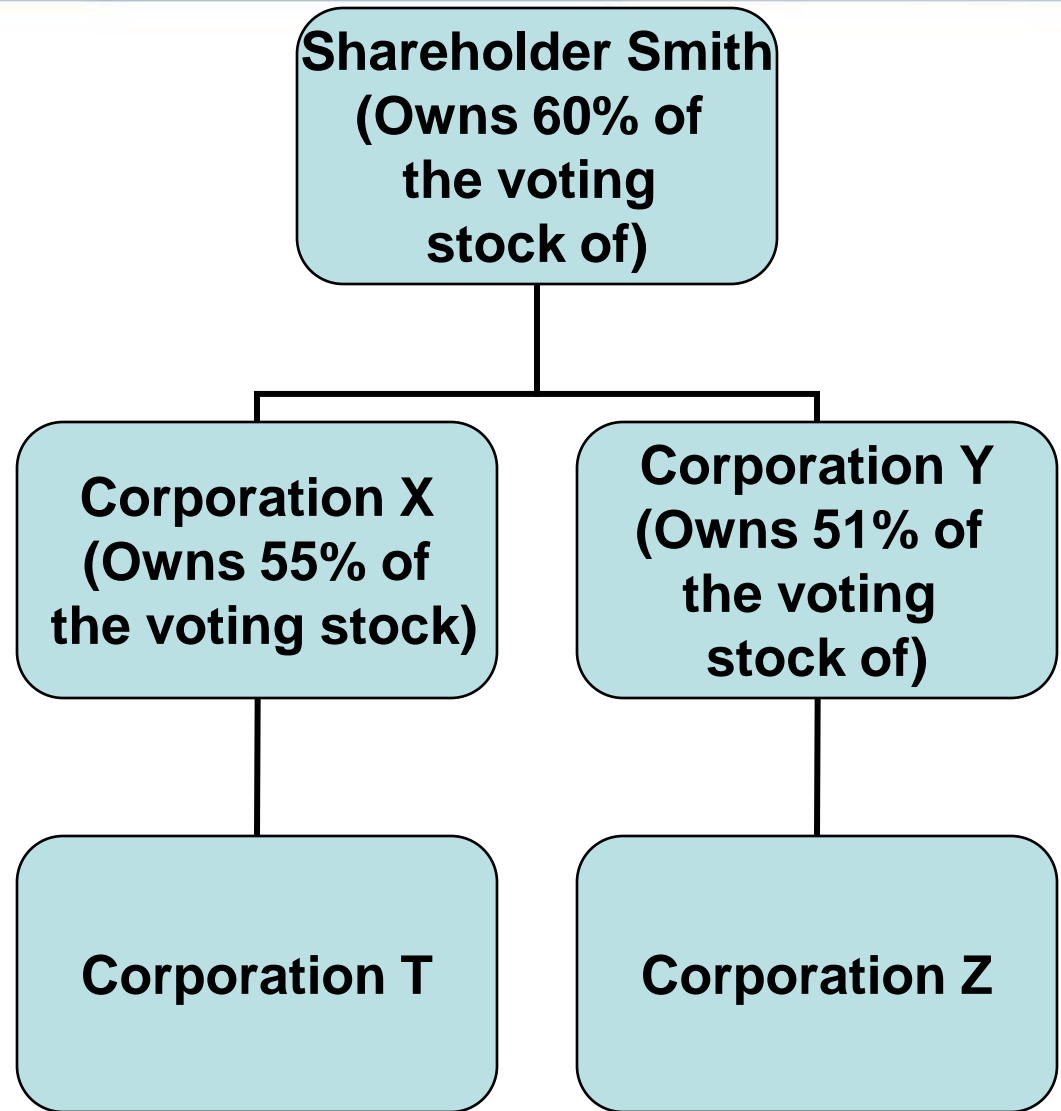 Shareholder Smith
(Owns 60% of
the voting
stock of)
Corporation X
(Owns 55% of
the voting stock)
Corporation Y
(Owns 51% of
the voting
stock of)
Corporation T
Corporation Z